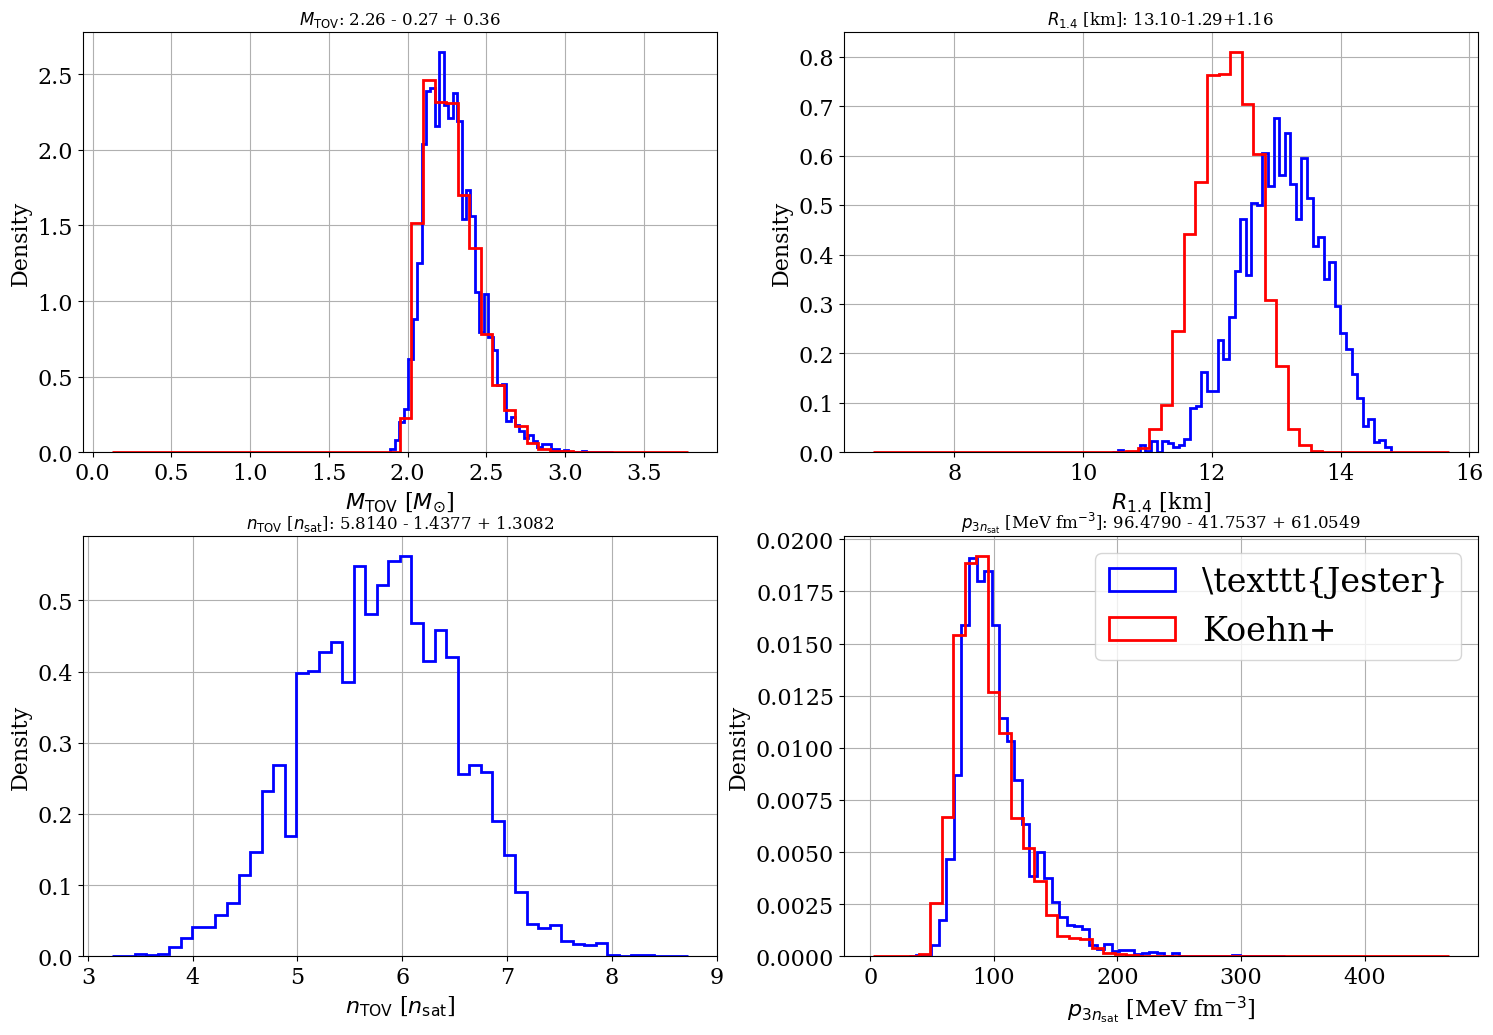 M_TOV: 2.26 - 0.27 + 0.36
Density
2.5
2.0
1.5
1.0
0.5
0.0
0.0 0.5 1.0 1.5 2.0 2.5 3.0 3.5
M_TOV [M_⊙]
R_1.4 [km]: 13.10-1.29+1.16
Density
0.8
0.7
0.6
0.5
0.4
0.3
0.2
0.1
0.0
8 10 12 14 16
R_1.4 [km]
n_TOV [n_sat]: 5.8140 - 1.4377 + 1.3082
Density
0.5
0.4
0.3
0.2
0.1
0.0
3 4 5 6 7 8 9
n_TOV [n_sat]
p_3n_sat [MeV fm⁻³]: 96.4790 - 41.7537 + 61.0549
Density
0.0200
0.0175
0.0150
0.0125
0.0100
0.0075
0.0050
0.0025
0.0000
\texttt{Jester}
Koehn+
0 100 200 300 400
p_3n_sat [MeV fm⁻³]